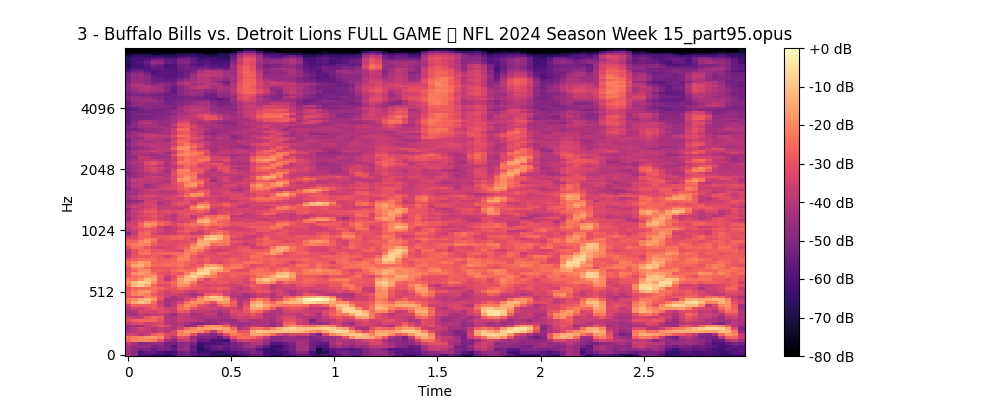 3 - Buffalo Bills vs. Detroit Lions FULL GAME ▯ NFL 2024 Season Week 15_part95.opus
Hz
4096
2048
1024
512
0
0 0.5 1 1.5 2 2.5
Time
+0 dB
-10 dB
-20 dB
-30 dB
-40 dB
-50 dB
-60 dB
-70 dB
-80 dB